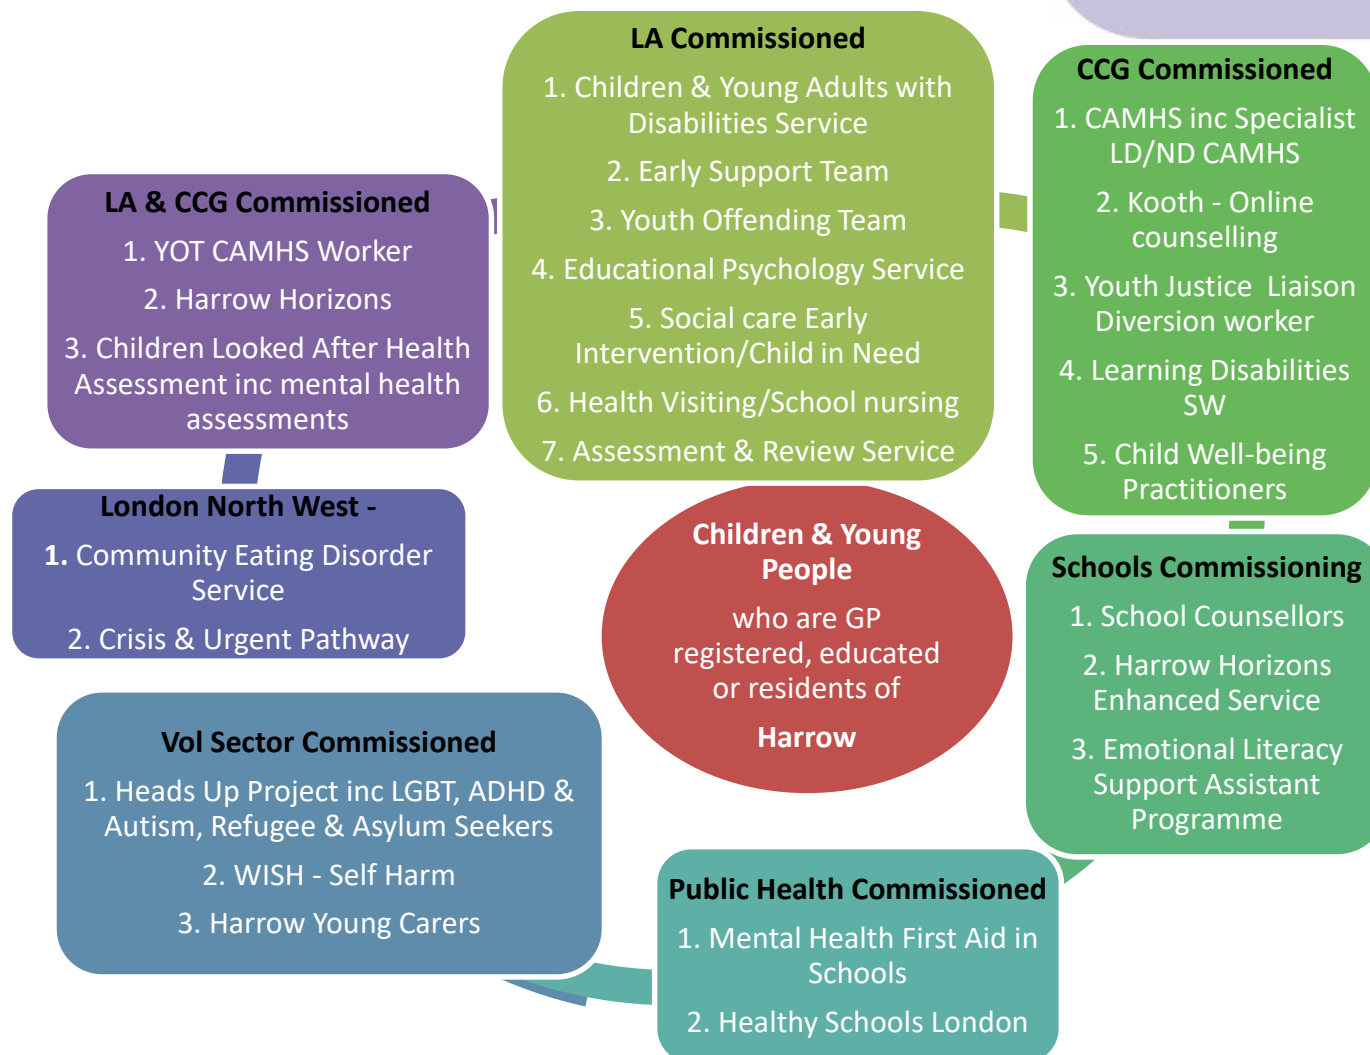 LA Commissioned
1. Children & Young Adults with
Disabilities Service
2. Early Support Team
3. Youth Offending Team
4. Educational Psychology Service
5. Social care Early
Intervention/Child in Need
6. Health Visiting/School nursing
7. Assessment & Review Service
CCG Commissioned
1. CAMHS inc Specialist
LD/ND CAMHS
2. Kooth - Online
counselling
3. Youth Justice  Liaison
Diversion worker
4. Learning Disabilities
SW
5. Child Well-being
Practitioners
Schools Commissioning
1. School Counsellors
2. Harrow Horizons
Enhanced Service
3. Emotional Literacy
Support Assistant
Programme
Public Health Commissioned
1. Mental Health First Aid in
Schools
2. Healthy Schools London
Vol Sector Commissioned
1. Heads Up Project inc LGBT, ADHD &
Autism, Refugee & Asylum Seekers
2. WISH - Self Harm
3. Harrow Young Carers
London North West -
1. Community Eating Disorder
Service
2. Crisis & Urgent Pathway
LA & CCG Commissioned
1. YOT CAMHS Worker
2. Harrow Horizons
3. Children Looked After Health
Assessment inc mental health
assessments
Children & Young
People
who are GP
registered, educated
or residents of
Harrow